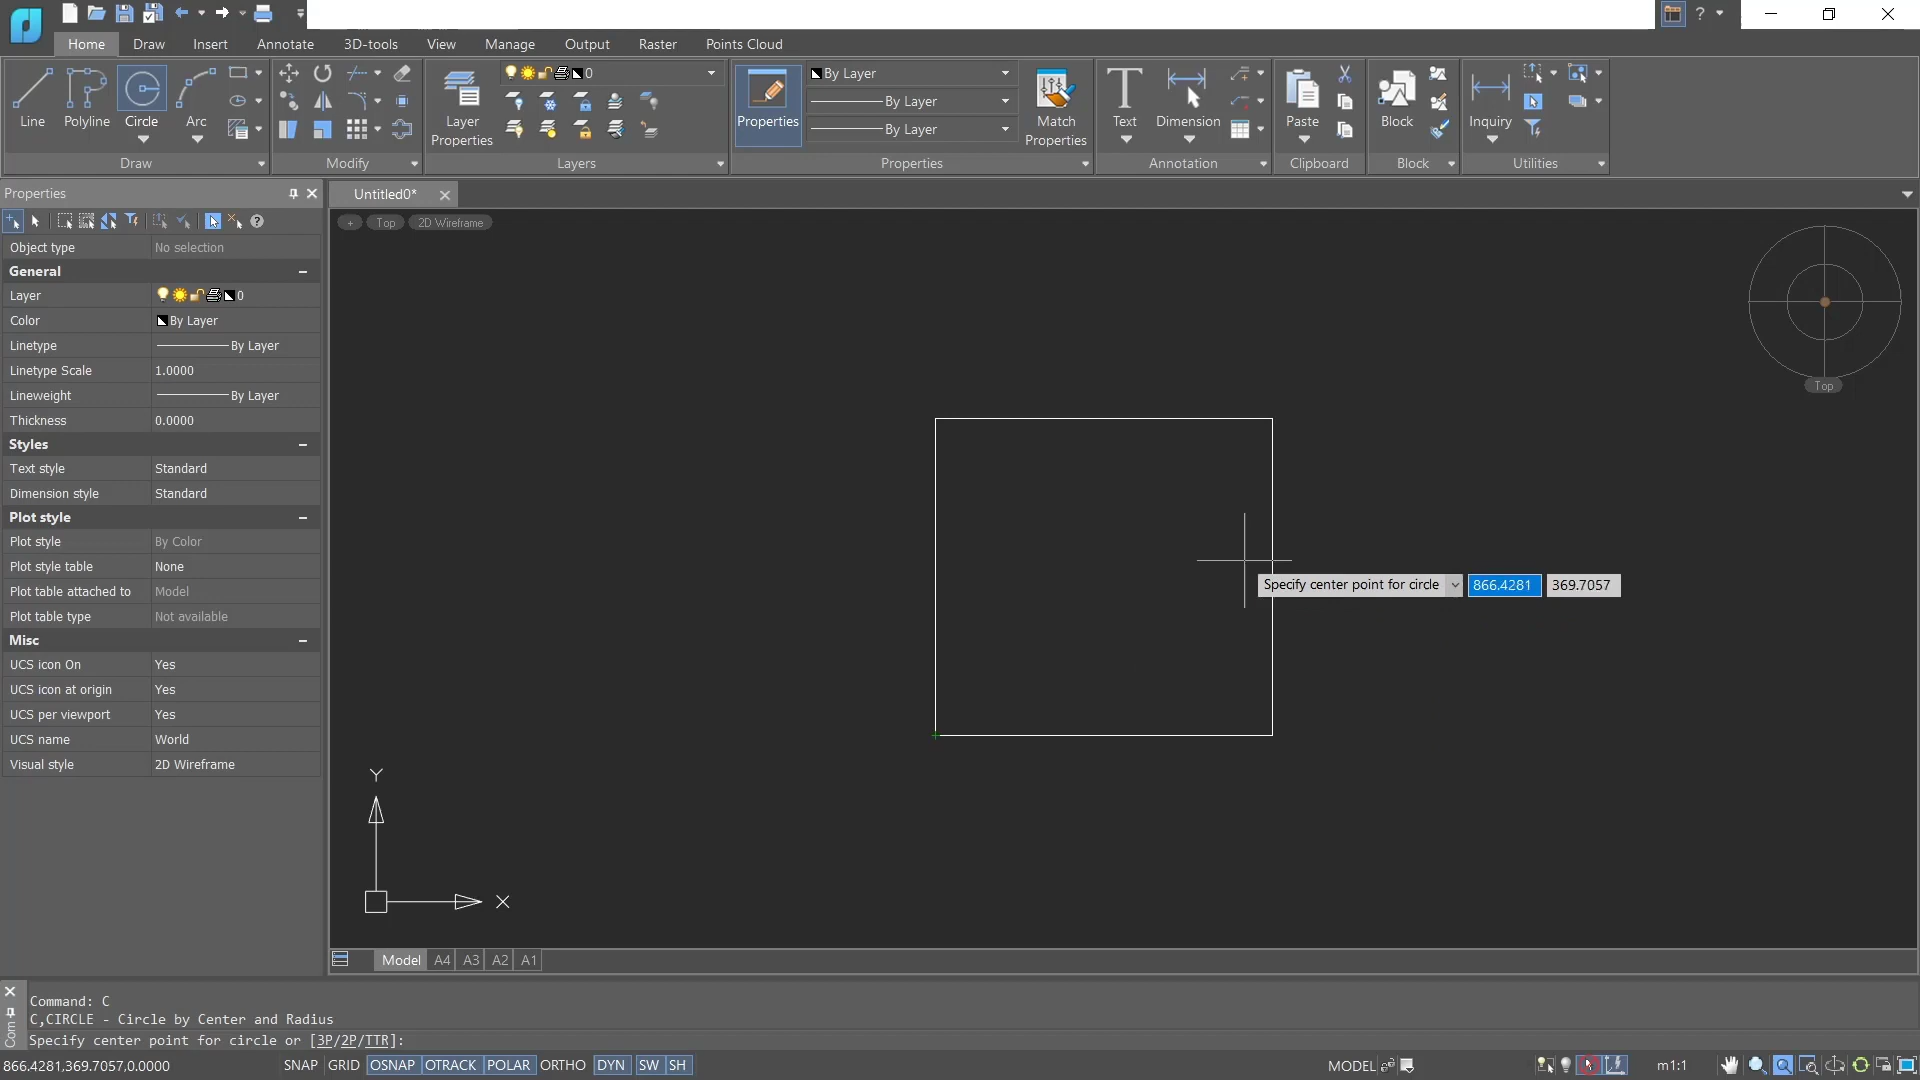 Home Draw Insert Annotate 3D-tools View Manage Output Raster Points Cloud
?
Line Polyline Circle Arc
Draw
Modify
Layer Properties
0
Layers
Properties
By Layer
By Layer
By Layer
Match Properties
Properties
Text Dimension
Annotation
Paste
Clipboard
Block
Block
Inquiry
Utilities
Properties
Untitled0*
+ Top 2D Wireframe
Object type No selection
General
Layer 0
Color By Layer
Linetype By Layer
Linetype Scale 1.0000
Lineweight By Layer
Thickness 0.0000
Styles
Text style Standard
Dimension style Standard
Plot style
Plot style By Color
Plot style table None
Plot table attached to Model
Plot table type Not available
Misc
UCS icon On Yes
UCS icon at origin Yes
UCS per viewport Yes
UCS name World
Visual style 2D Wireframe
Top
Specify center point for circle 866.4281 369.7057
Y
X
Model A4 A3 A2 A1
Com
Command: C
C,CIRCLE - Circle by Center and Radius
Specify center point for circle or [3P/2P/TTR]:
866.4281,369.7057,0.0000 SNAP GRID OSNAP OTRACK POLAR ORTHO DYN SW SH MODEL m1:1